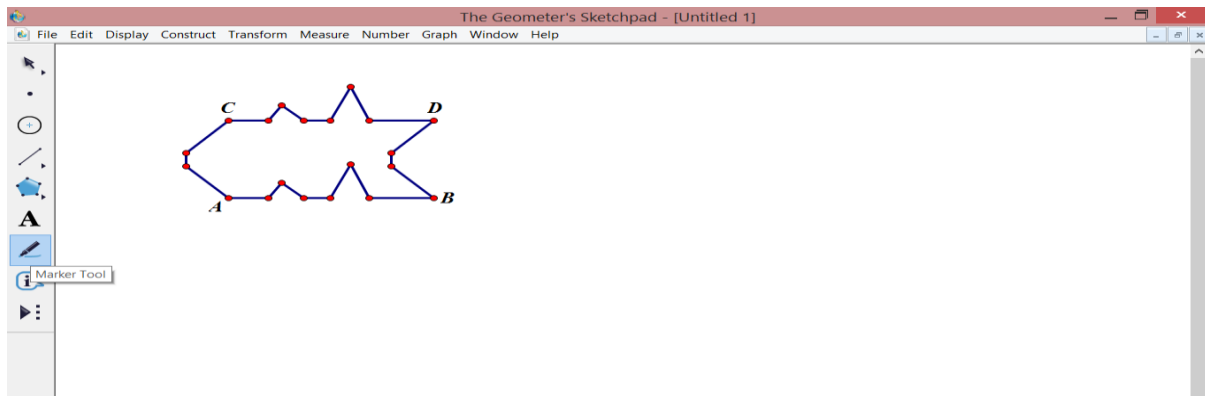 The Geometer's Sketchpad - [Untitled 1]
File Edit Display Construct Transform Measure Number Graph Window Help
C
D
A
B
A
Marker Tool
i